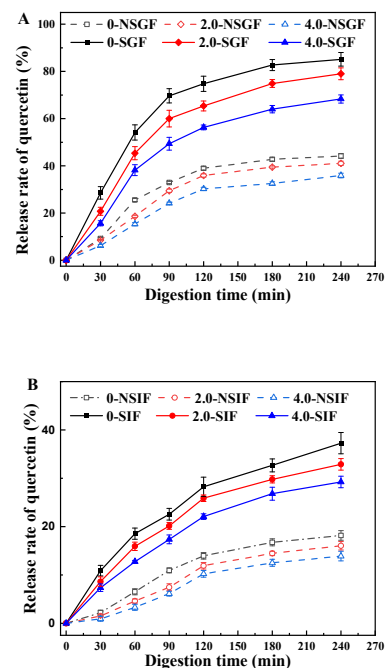 A
0-NSGF 2.0-NSGF 4.0-NSGF
0-SGF 2.0-SGF 4.0-SGF
Release rate of quercetin (%)
100
80
60
40
20
0
0 30 60 90 120 150 180 210 240 270
Digestion time (min)
B
0-NSIF 2.0-NSIF 4.0-NSIF
0-SIF 2.0-SIF 4.0-SIF
Release rate of quercetin (%)
40
20
0
0 30 60 90 120 150 180 210 240 270
Digestion time (min)